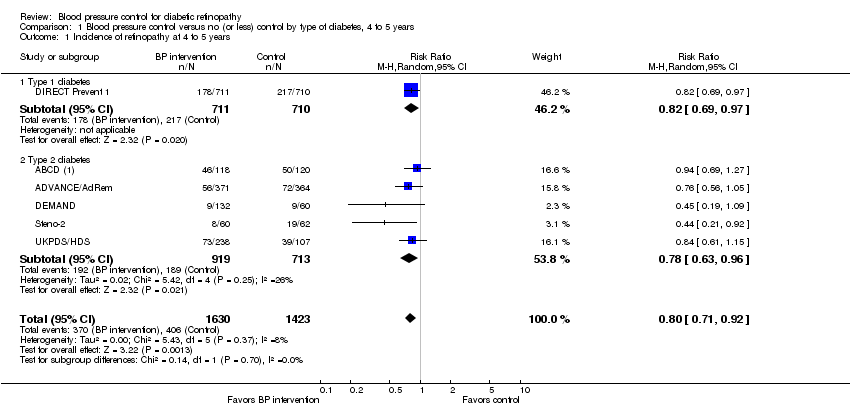 Review: Blood pressure control for diabetic retinopathy
Comparison: 1 Blood pressure control versus no (or less) control by type of diabetes, 4 to 5 years
Outcome: 1 Incidence of retinopathy at 4 to 5 years
Study or subgroup BP intervention Control Risk Ratio Weight Risk Ratio
n/N n/N M-H,Random,95% CI M-H,Random,95% CI
1 Type 1 diabetes
DIRECT Prevent 1 178/711 217/710 46.2 % 0.82 [ 0.69, 0.97 ]
Subtotal (95% CI) 711 710 46.2 % 0.82 [ 0.69, 0.97 ]
Total events: 178 (BP intervention), 217 (Control)
Heterogeneity: not applicable
Test for overall effect: Z = 2.32 (P = 0.020)
2 Type 2 diabetes
ABCD (1) 46/118 50/120 16.6 % 0.94 [ 0.69, 1.27 ]
ADVANCE/AdRem 56/371 72/364 15.8 % 0.76 [ 0.56, 1.05 ]
DEMAND 9/132 9/60 2.3 % 0.45 [ 0.19, 1.09 ]
Steno-2 8/60 19/62 3.1 % 0.44 [ 0.21, 0.92 ]
UKPDS/HDS 73/238 39/107 16.1 % 0.84 [ 0.61, 1.15 ]
Subtotal (95% CI) 919 713 53.8 % 0.78 [ 0.63, 0.96 ]
Total events: 192 (BP intervention), 189 (Control)
Heterogeneity: Tau² = 0.02; Chi² = 5.42, df = 4 (P = 0.25); I² =26%
Test for overall effect: Z = 2.32 (P = 0.021)
Total (95% CI) 1630 1423 100.0 % 0.80 [ 0.71, 0.92 ]
Total events: 370 (BP intervention), 406 (Control)
Heterogeneity: Tau² = 0.00; Chi² = 5.43, df = 5 (P = 0.37); I² =8%
Test for overall effect: Z = 3.22 (P = 0.0013)
Test for subgroup differences: Chi² = 0.14, df = 1 (P = 0.70), I² =0.0%
0.1 0.2 0.5 1 2 5 10
Favors BP intervention Favors control